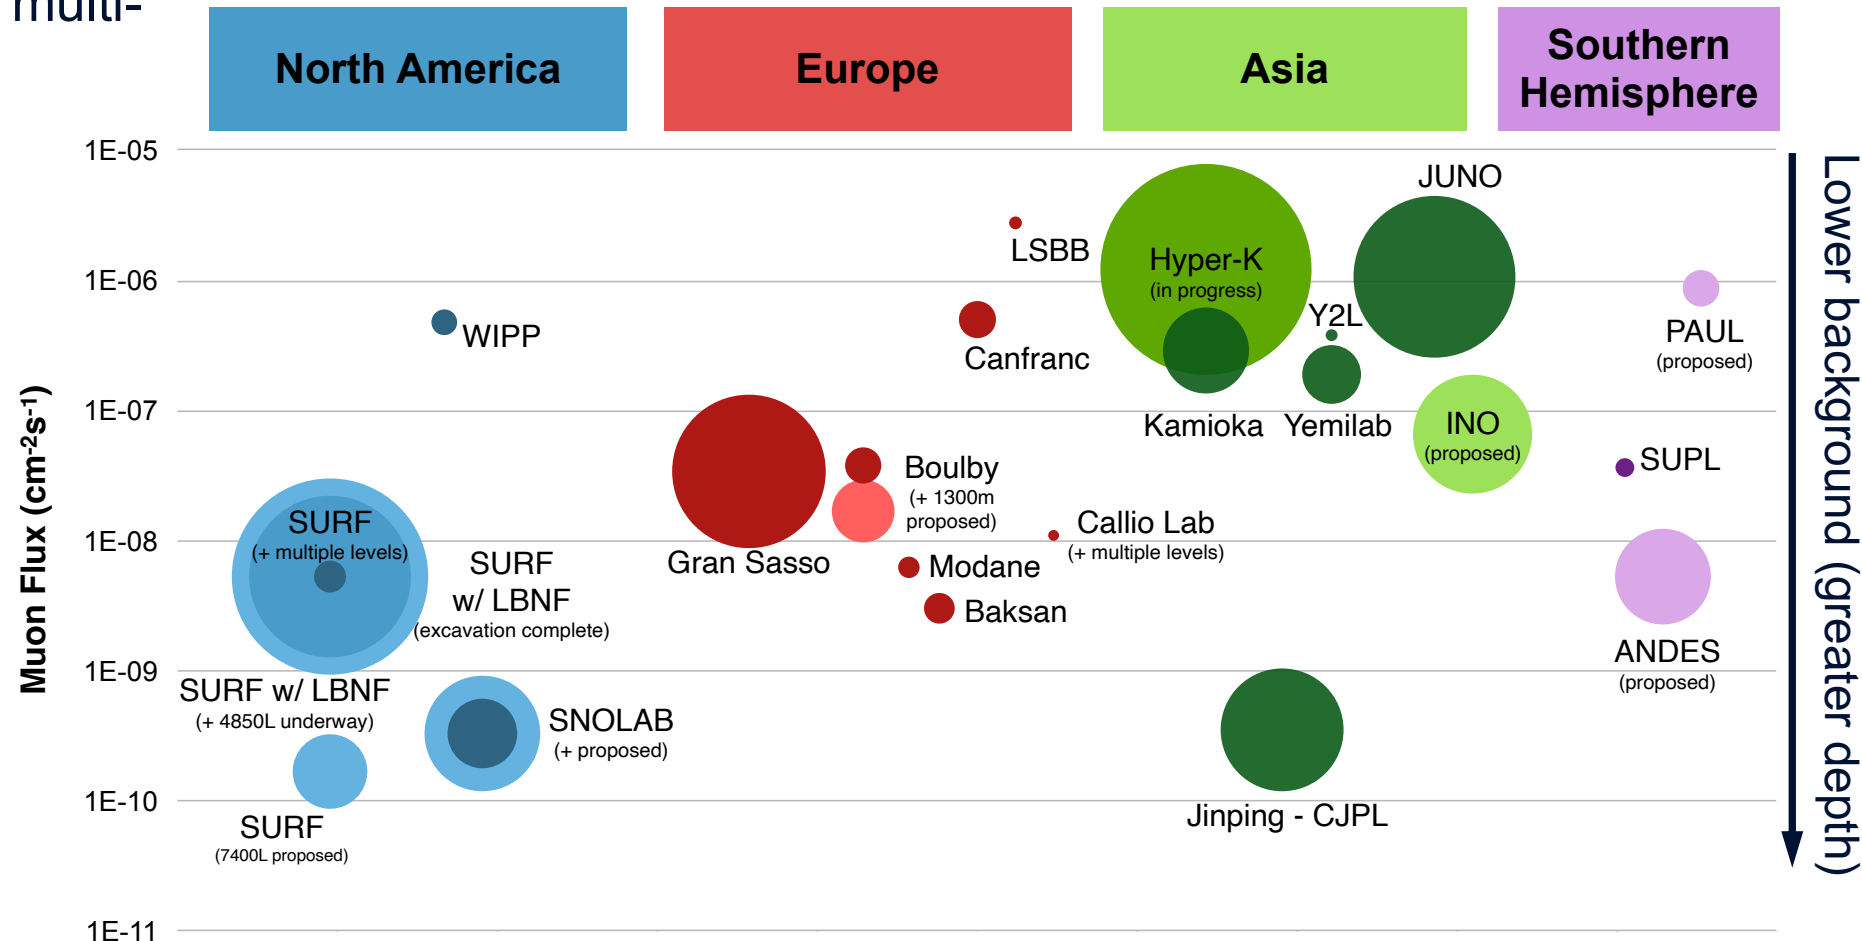 multi-
North America
Europe
Asia
Southern
Hemisphere
1E-05
1E-06
1E-07
1E-08
1E-09
1E-10
1E-11
Muon Flux (cm-2s-1)
Lower background (greater depth)
WIPP
SURF
(+ multiple levels)
SURF
w/ LBNF
(excavation complete)
SURF w/ LBNF
(+ 4850L underway)
SNOLAB
(+ proposed)
SURF
(7400L proposed)
LSBB
Canfranc
Gran Sasso
Boulby
(+ 1300m
proposed)
Callio Lab
(+ multiple levels)
Modane
Baksan
Hyper-K
(in progress)
JUNO
Y2L
Kamioka
Yemilab
INO
(proposed)
Jinping - CJPL
PAUL
(proposed)
SUPL
ANDES
(proposed)